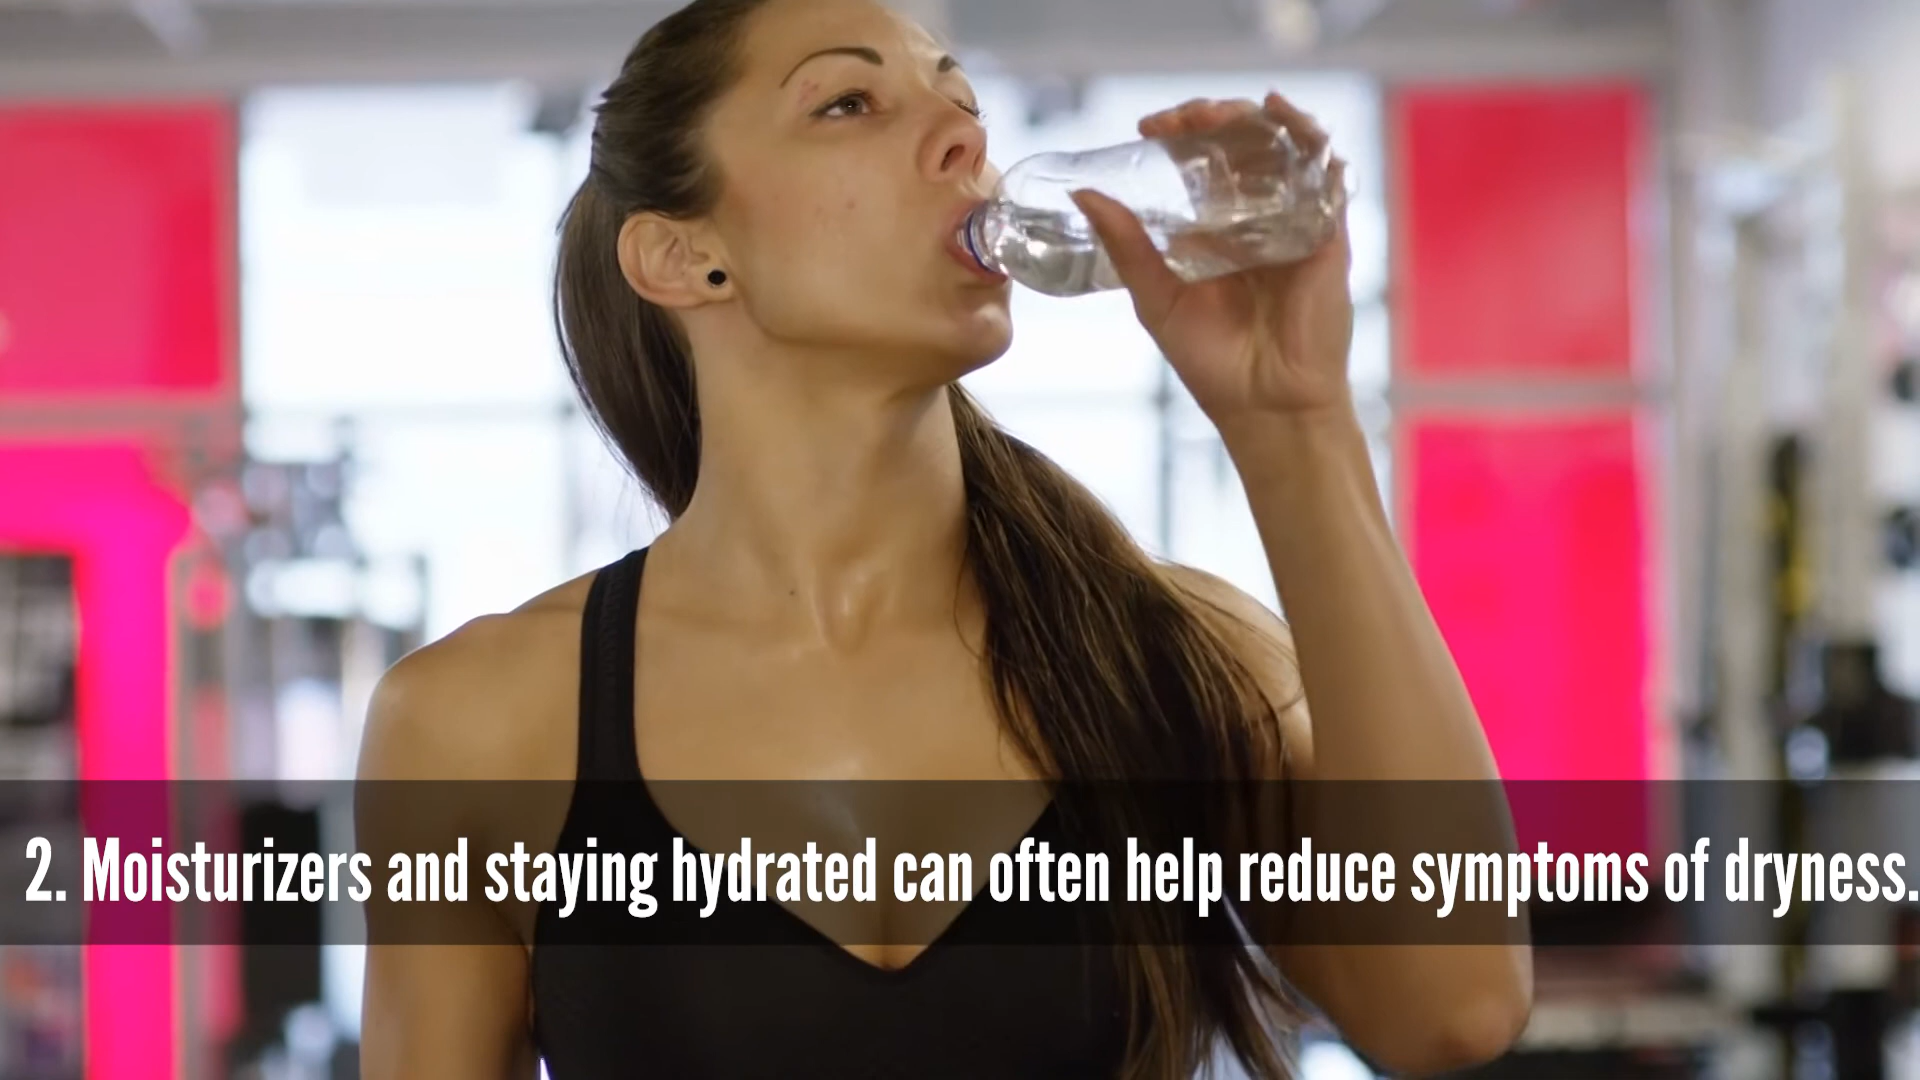 2. Moisturizers and staying hydrated can often help reduce symptoms of dryness.